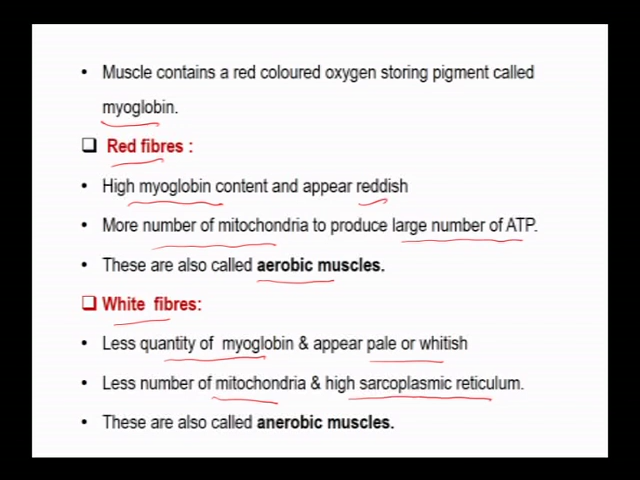 • Muscle contains a red coloured oxygen storing pigment called
myoglobin.
❑ Red fibres :
• High myoglobin content and appear reddish
• More number of mitochondria to produce large number of ATP.
• These are also called aerobic muscles.
❑ White fibres:
• Less quantity of myoglobin & appear pale or whitish
• Less number of mitochondria & high sarcoplasmic reticulum.
• These are also called anerobic muscles.